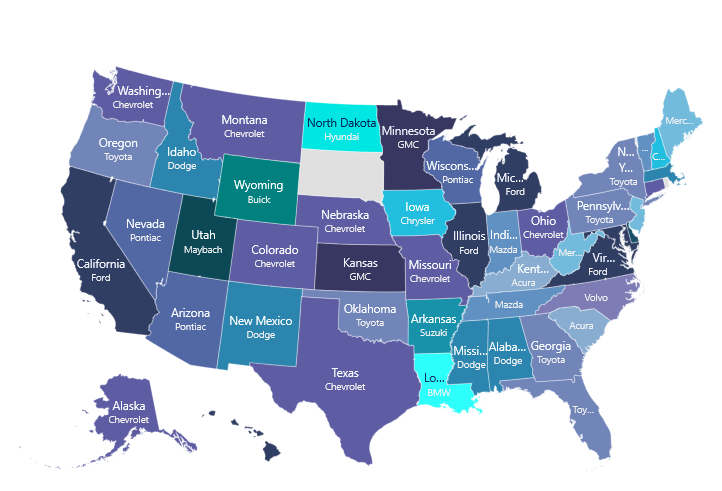 Washing...
Chevrolet
Montana
Chevrolet
North Dakota
Hyundai
Minnesota
GMC
Merc...
Oregon
Toyota
Idaho
Dodge
Wiscons...
Pontiac
Mic...
Ford
N...
Y...
Toyota
...
C...
Wyoming
Buick
Iowa
Chrysler
Pennsylv...
Toyota
Nevada
Pontiac
Utah
Maybach
Nebraska
Chevrolet
Illinois
Ford
Indi...
Mazda
Ohio
Chevrolet
Mer...
California
Ford
Colorado
Chevrolet
Kansas
GMC
Missouri
Chevrolet
Kent...
Acura
Vir...
Ford
Arizona
Pontiac
New Mexico
Dodge
Oklahoma
Toyota
Arkansas
Suzuki
Mazda
Volvo
Acura
Texas
Chevrolet
Lo...
BMW
Missi...
Dodge
Alaba...
Dodge
Georgia
Toyota
Toy...
Alaska
Chevrolet